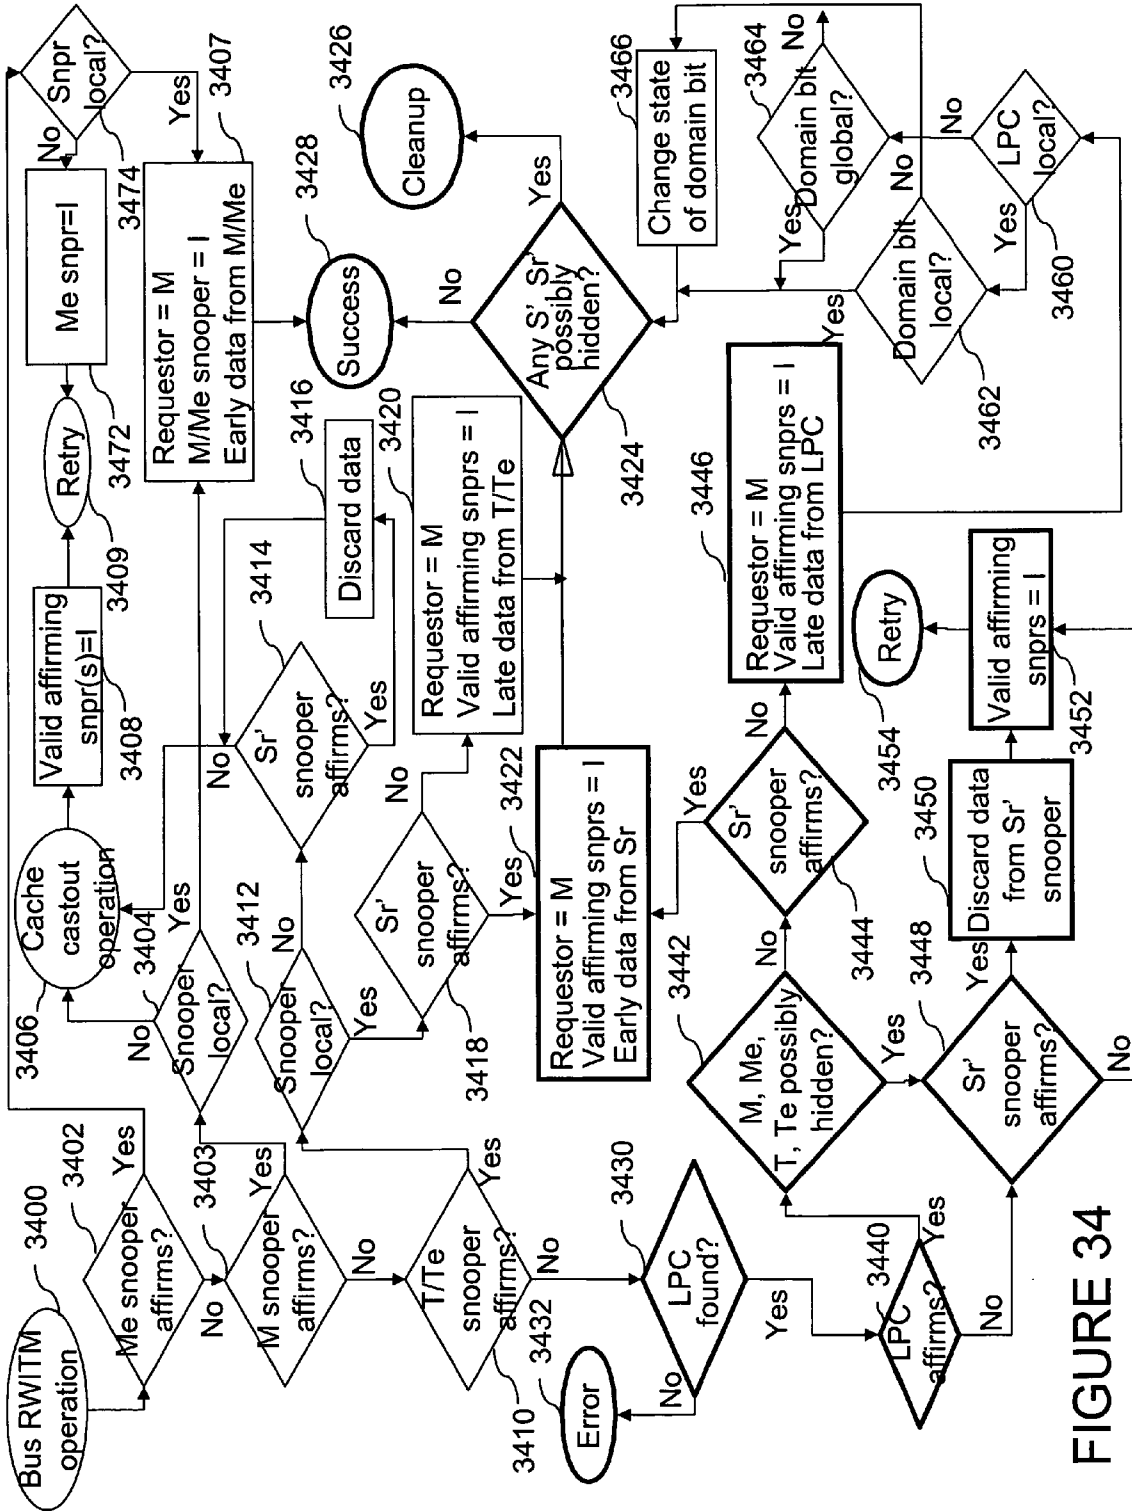 Bus RWITM
operation
3400
Me snooper
affirms?
3402
Yes
No
Snpr
local?
3474
No
Yes
Me snpr=I
3472
Retry
3409
Valid affirming
snpr(s)=I
3408
Cache
castout
operation
3406
M snooper
affirms?
3403
Yes
No
Snooper
local?
3404
No
Yes
Requestor = M
M/Me snooper = I
Early data from M/Me
3407
Success
3428
Cleanup
3426
T/Te
snooper
affirms?
3410
Yes
No
Snooper
local?
3412
No
Yes
Sr'
snooper
affirms?
3414
No
Yes
Discard data
3416
Sr'
snooper
affirms?
3418
No
Yes
Requestor = M
Valid affirming snprs = I
Late data from T/Te
3420
Requestor = M
Valid affirming snprs = I
Early data from Sr
3422
Any S' Sr'
possibly
hidden?
3424
No
Yes
LPC
found?
3430
No
Yes
Error
3432
LPC
affirms?
3440
Yes
No
M, Me,
T, Te possibly
hidden?
3442
No
Yes
Sr'
snooper
affirms?
3444
Yes
No
Requestor = M
Valid affirming snprs = I
Late data from LPC
3446
Sr'
snooper
affirms?
3448
Yes
No
Discard data
from Sr'
snooper
3450
Valid affirming
snprs = I
3452
Retry
3454
LPC
local?
3460
Yes
No
Domain bit
local?
3462
Yes
No
Domain bit
global?
3464
Yes
No
Change state
of domain bit
3466
FIGURE 34